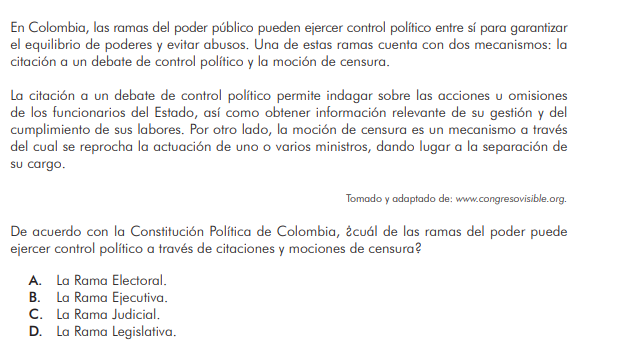 En Colombia, las ramas del poder público pueden ejercer control político entre sí para garantizar
el equilibrio de poderes y evitar abusos. Una de estas ramas cuenta con dos mecanismos: la
citación a un debate de control político y la moción de censura.
La citación a un debate de control político permite indagar sobre las acciones u omisiones
de los funcionarios del Estado, así como obtener información relevante de su gestión y del
cumplimiento de sus labores. Por otro lado, la moción de censura es un mecanismo a través
del cual se reprocha la actuación de uno o varios ministros, dando lugar a la separación de
su cargo.
Tomado y adaptado de: www.congresovisible.org.
De acuerdo con la Constitución Política de Colombia, ¿cuál de las ramas del poder puede
ejercer control político a través de citaciones y mociones de censura?
A. La Rama Electoral.
B. La Rama Ejecutiva.
C. La Rama Judicial.
D. La Rama Legislativa.